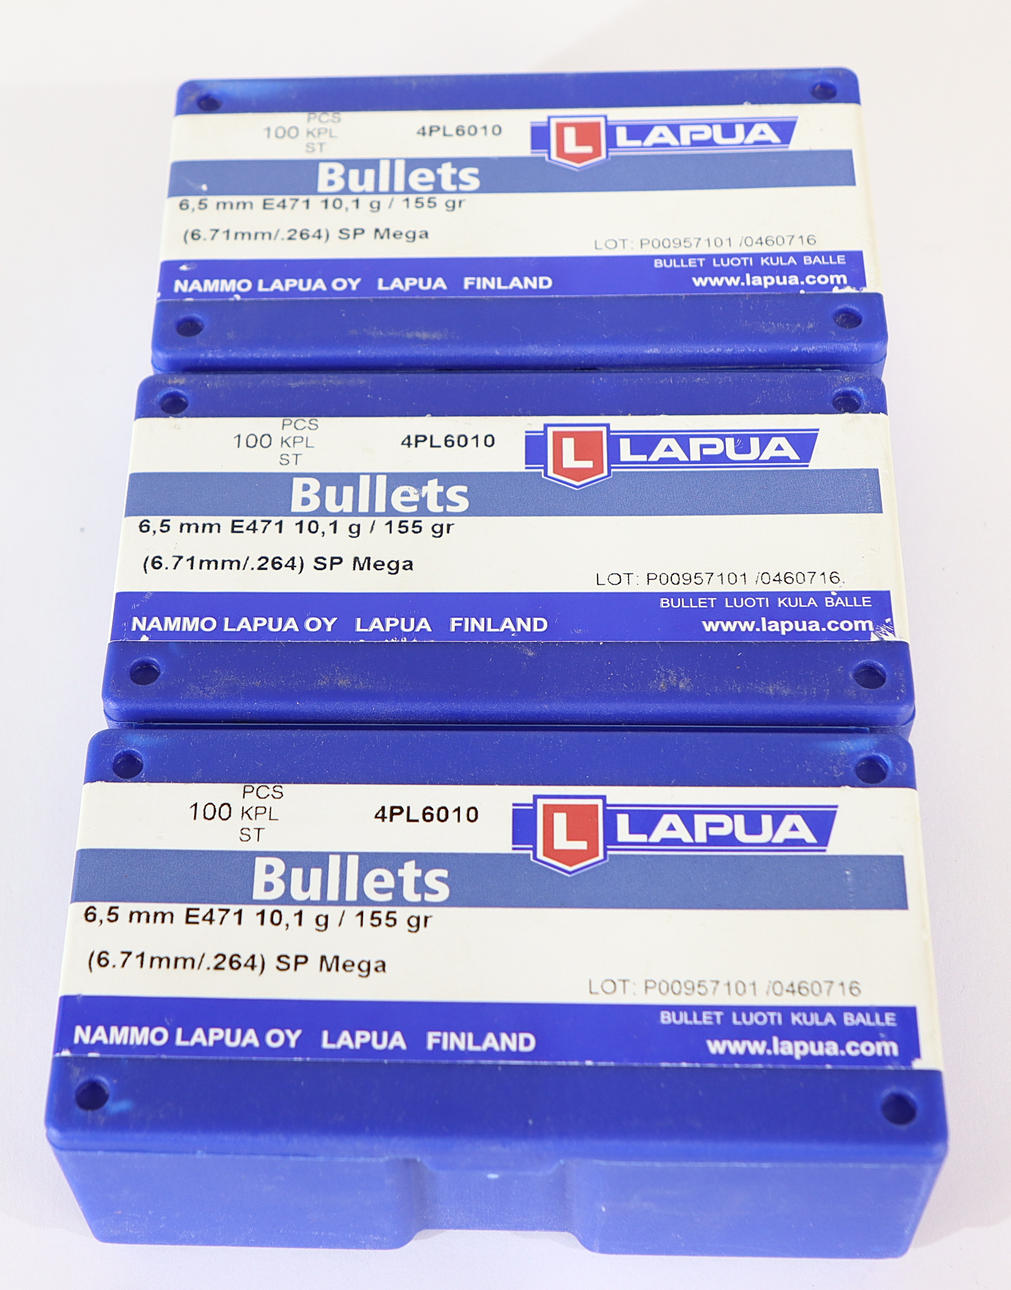 PCS
100 KPL
ST
4PL6010
L LAPUA
Bullets
6,5 mm E471 10,1 g / 155 gr
(6.71mm/.264) SP Mega
LOT: P00957101 /0460716
BULLET LUOTI KULA BALLE
NAMMO LAPUA OY LAPUA FINLAND
www.lapua.com
PCS
100 KPL
ST
4PL6010
L LAPUA
Bullets
6,5 mm E471 10,1 g / 155 gr
(6.71mm/.264) SP Mega
LOT: P00957101 /0460716
BULLET LUOTI KULA BALLE
NAMMO LAPUA OY LAPUA FINLAND
www.lapua.com
PCS
100 KPL
ST
4PL6010
L LAPUA
Bullets
6,5 mm E471 10,1 g / 155 gr
(6.71mm/.264) SP Mega
LOT: P00957101 /0460716
BULLET LUOTI KULA BALLE
NAMMO LAPUA OY LAPUA FINLAND
www.lapua.com